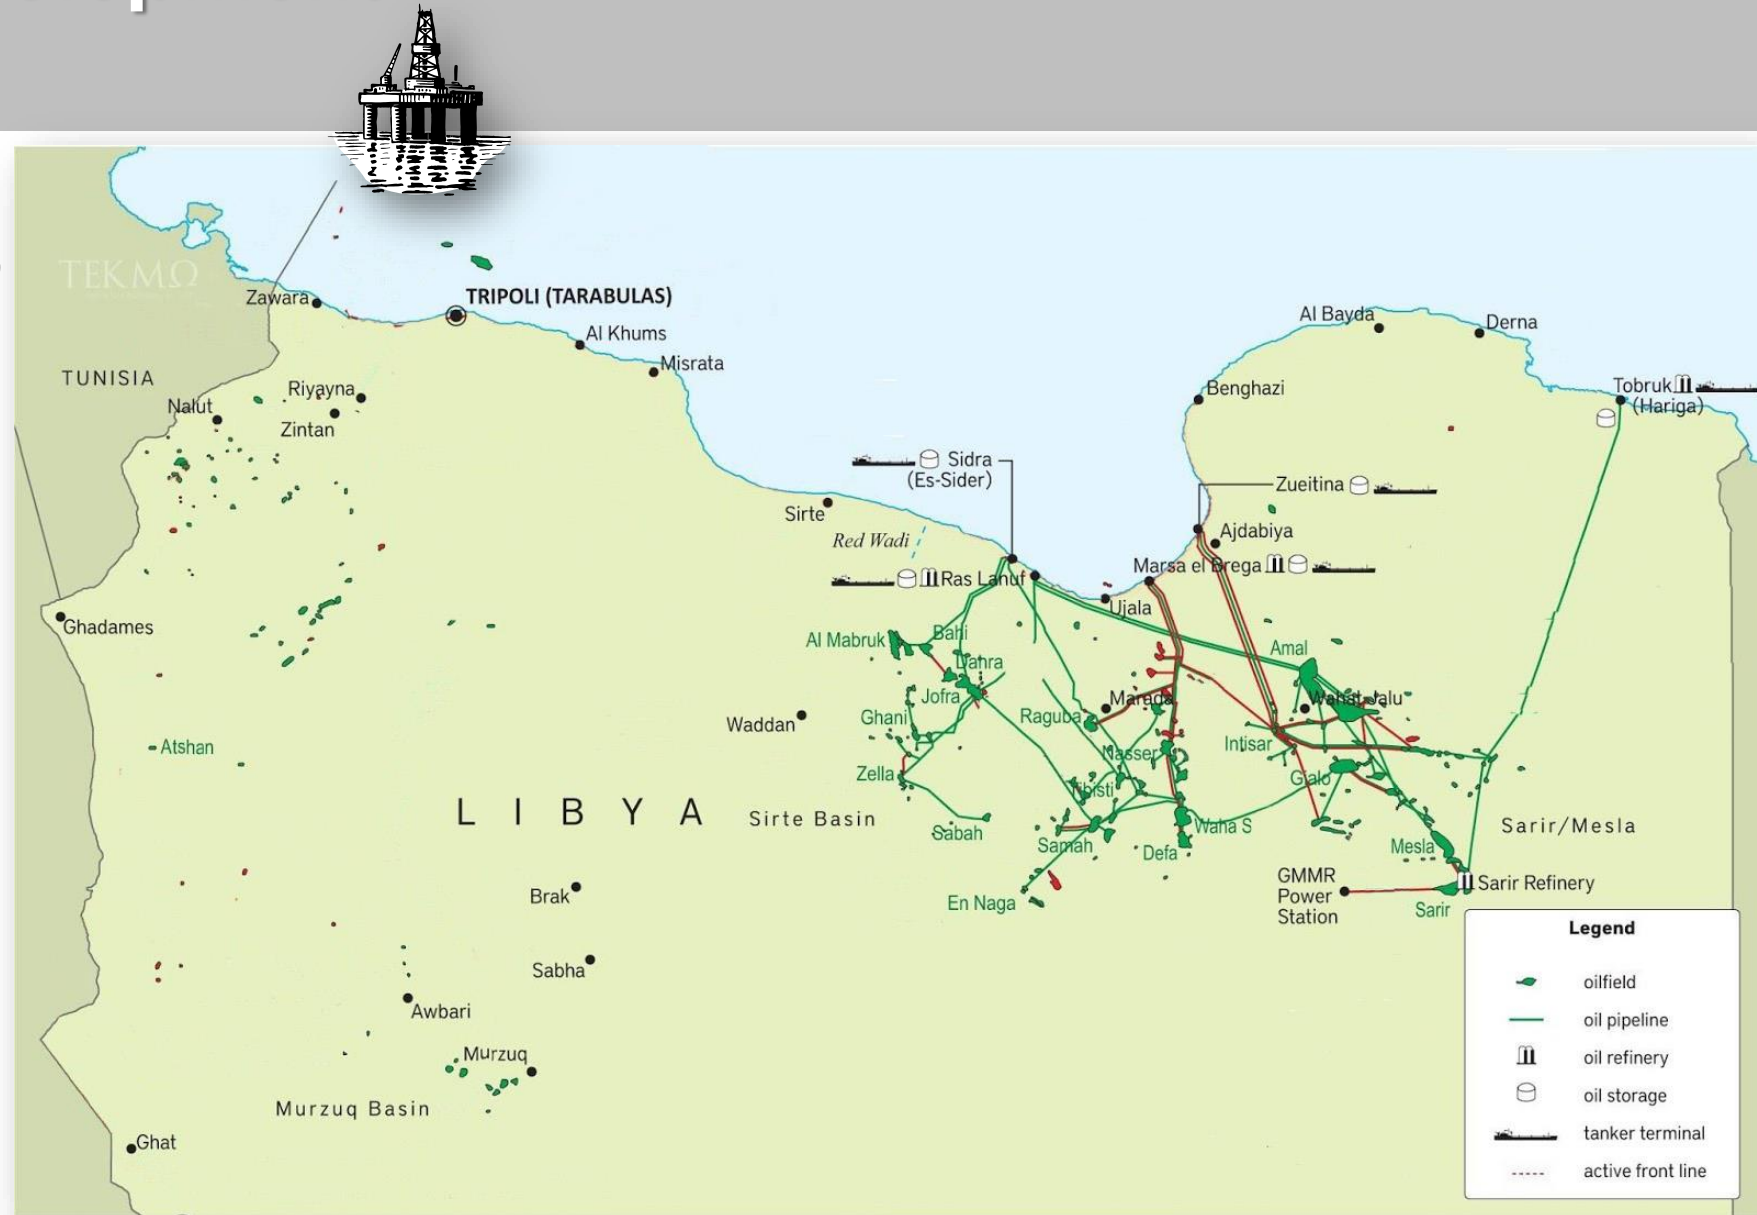 TEKMΩ
Zawara
TRIPOLI (TARABULAS)
Al Khums
Misrata
TUNISIA
Riyayna
Nalut
Zintan
Ghadames
Al Bayda
Derna
Benghazi
Tobruk
(Hariga)
Sidra
(Es-Sider)
Zueitina
Sirte
Red Wadi
Ajdabiya
Marsa el Brega
Ras Lanuf
Ujala
Al Mabruk
Bahi
Dahra
Amal
Jofra
Marada
Wahat Jalu
Waddan
Ghani
Raguba
Atshan
Intisar
Nasser
Zella
Gialo
Tibisti
LIBYA
Sirte Basin
Sabah
Samah
Waha S
Defa
Sarir/Mesla
Mesla
GMMR
Power
Station
Sarir Refinery
Sarir
En Naga
Brak
Sabha
Awbari
Murzuq
Murzuq Basin
Ghat
Legend
oilfield
oil pipeline
oil refinery
oil storage
tanker terminal
active front line